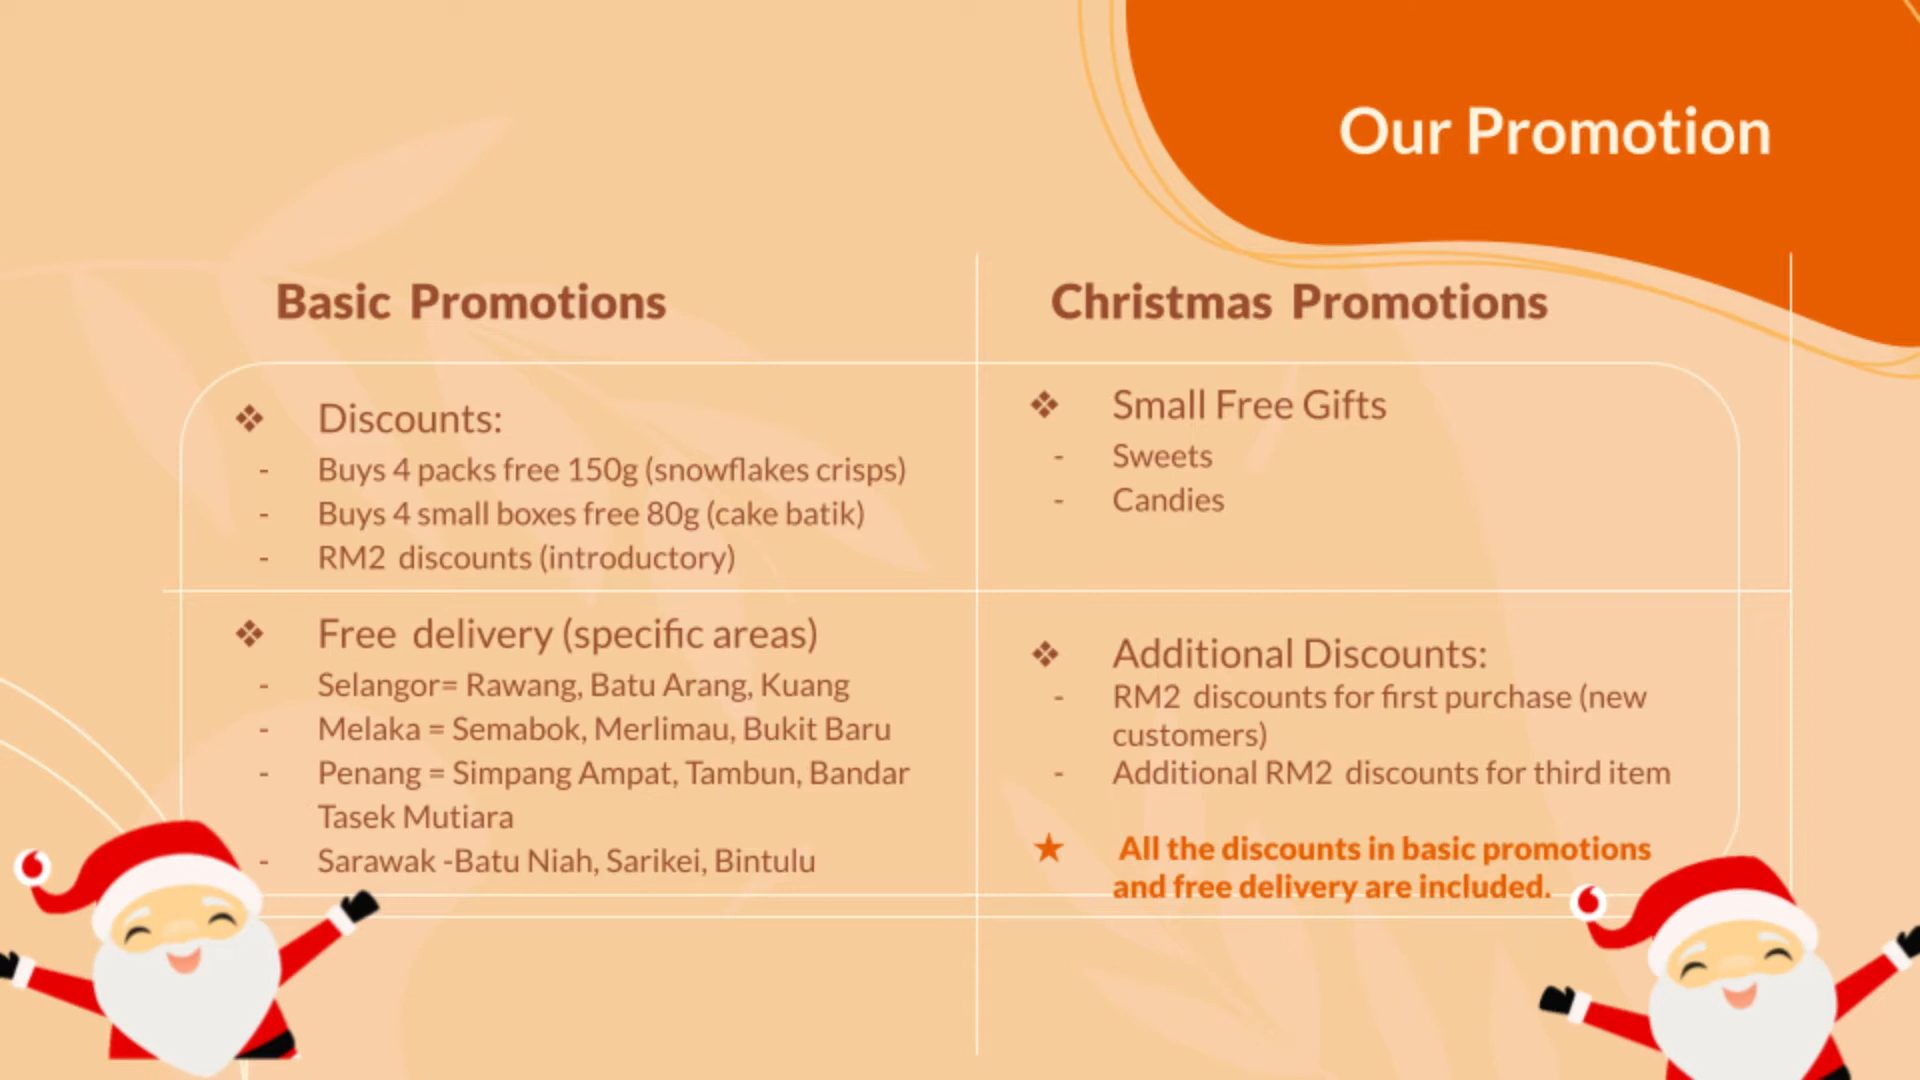 Our Promotion
Basic Promotions
❖ Discounts:
- Buys 4 packs free 150g (snowflakes crisps)
- Buys 4 small boxes free 80g (cake batik)
- RM2 discounts (introductory)
❖ Free delivery (specific areas)
- Selangor= Rawang, Batu Arang, Kuang
- Melaka = Semabok, Merlimau, Bukit Baru
- Penang = Simpang Ampat, Tambun, Bandar
Tasek Mutiara
- Sarawak -Batu Niah, Sarikei, Bintulu
Christmas Promotions
❖ Small Free Gifts
- Sweets
- Candies
❖ Additional Discounts:
- RM2 discounts for first purchase (new
customers)
- Additional RM2 discounts for third item
★ All the discounts in basic promotions
and free delivery are included.